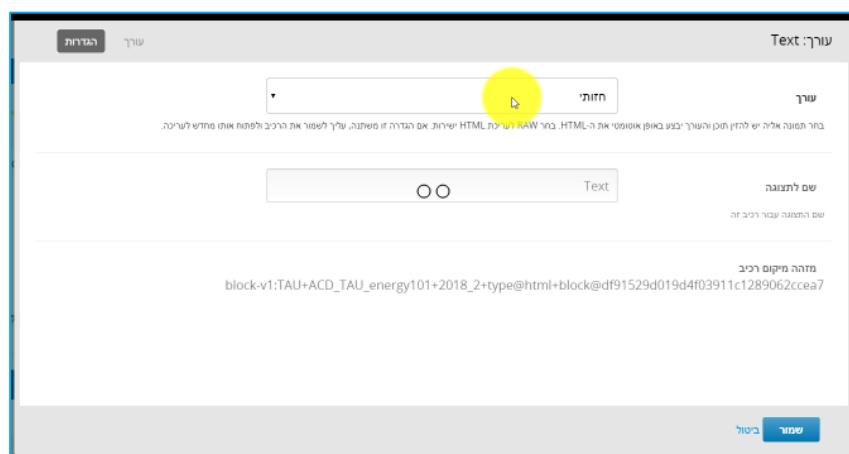 עורך: Text
עורך
הגדרות
עורך
חזותי
בחר תמונה אליה יש להזין תוכן והעורך יבצע באופן אוטומטי את ה-HTML. בחר RAW לעריכת HTML ישירות. אם הגדרה זו משתנה, עליך לשמור את הרכיב ולפתוח אותו מחדש לעריכה.
שם לתצוגה
Text
שם התצוגה עבור רכיב זה
מזהה מיקום רכיב
block-v1:TAU+ACD_TAU_energy101+2018_2+type@html+block@df91529d019d4f03911c1289062ccea7
שמור
ביטול